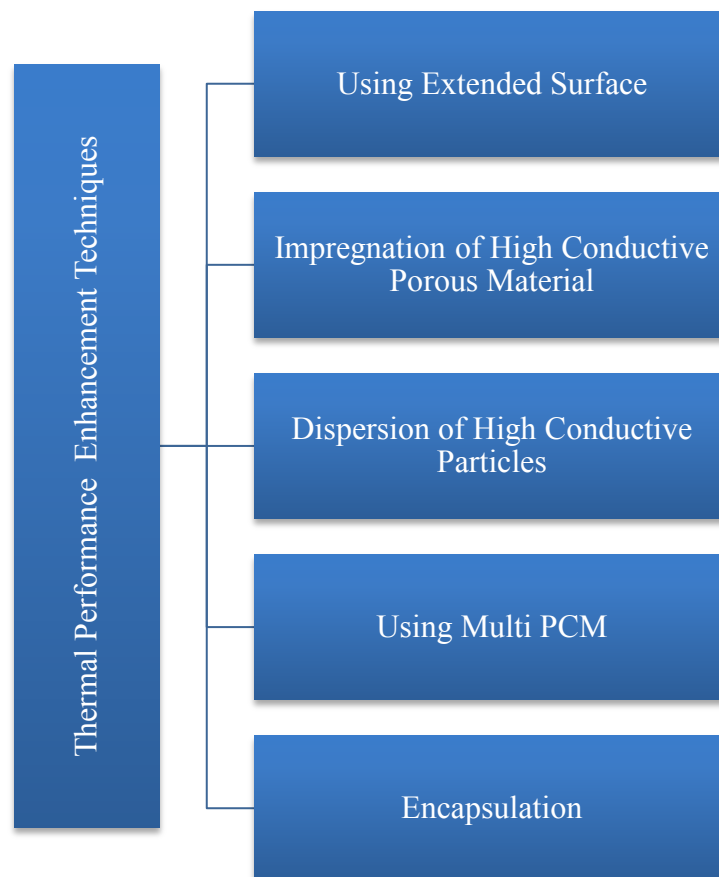 Thermal Performance Enhancement Techniques
Using Extended Surface
Impregnation of High Conductive
Porous Material
Dispersion of High Conductive
Particles
Using Multi PCM
Encapsulation